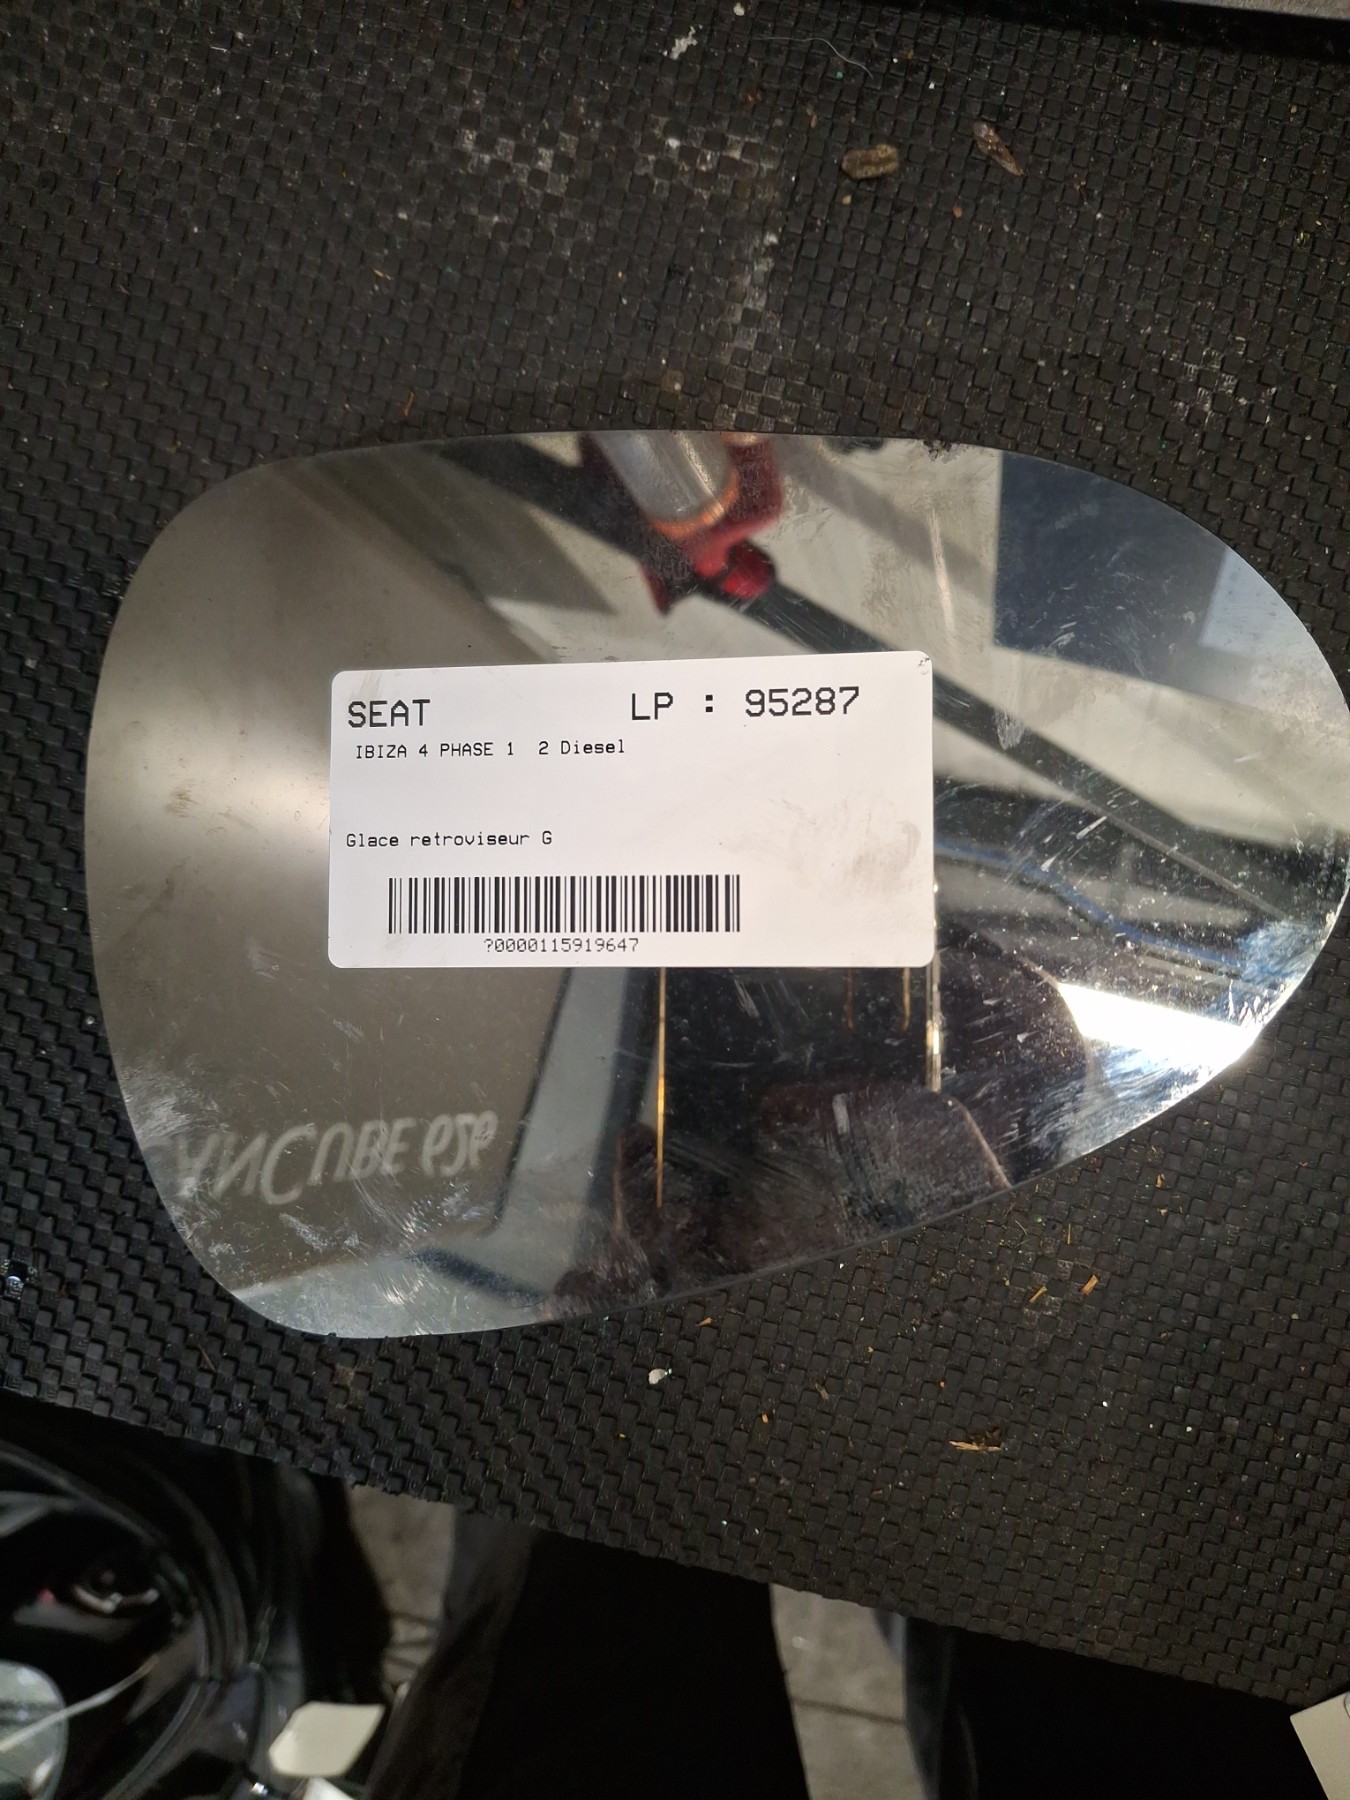 SEAT LP : 95287
IBIZA 4 PHASE 1 2 Diesel
Glace retroviseur G
?0000115919647